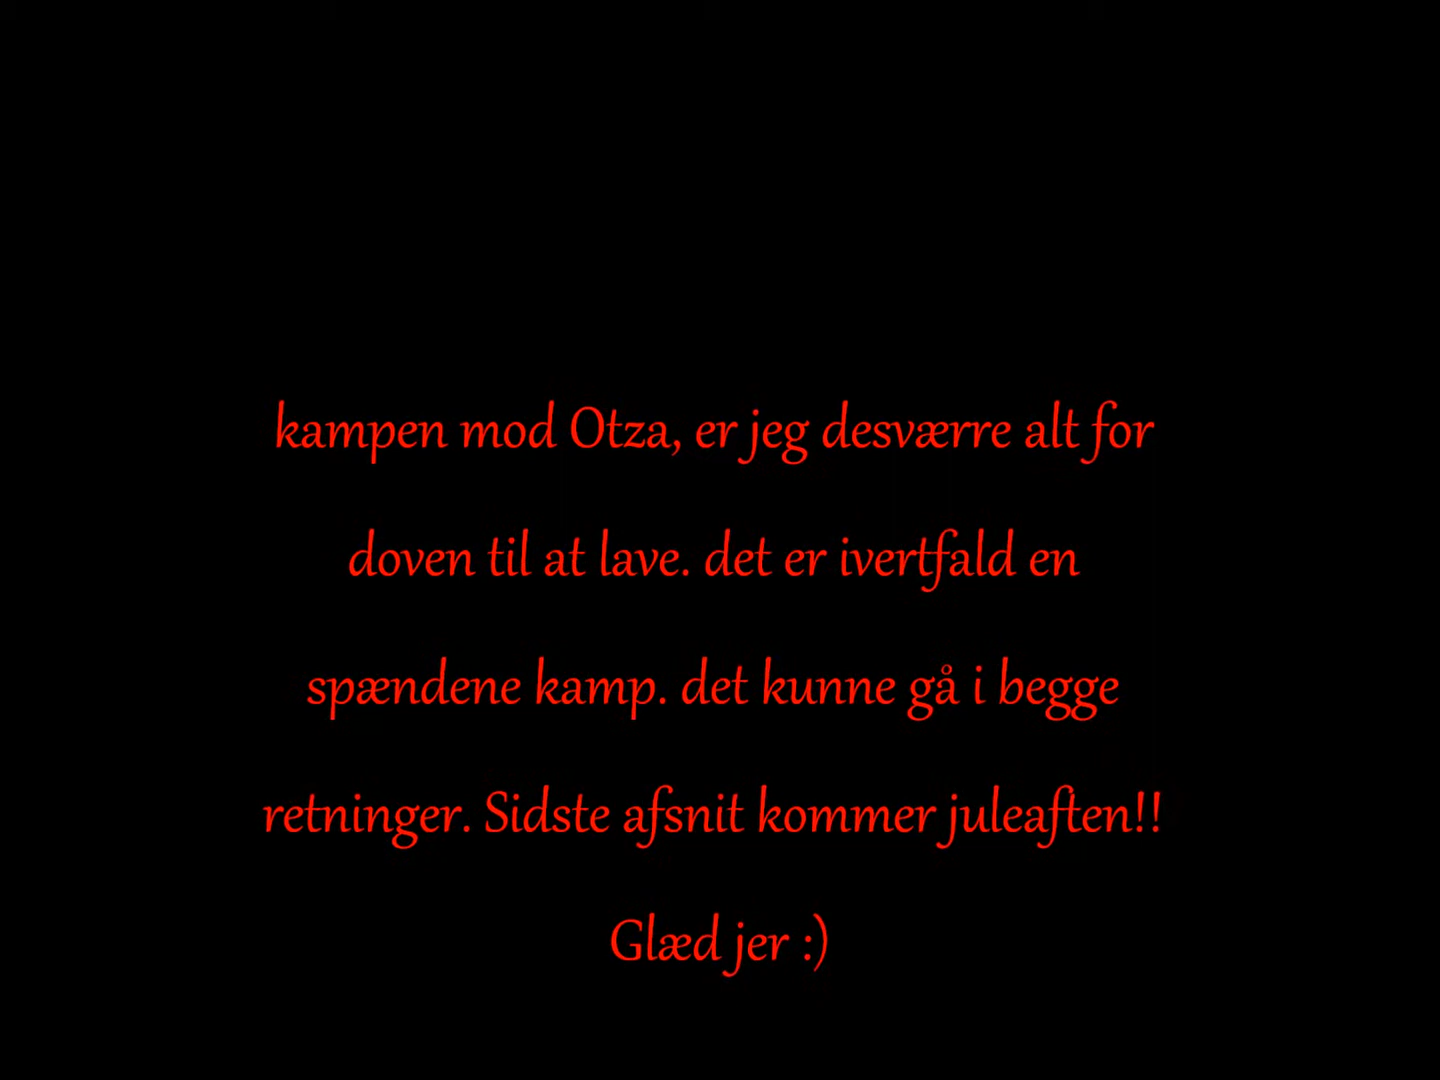 kampen mod Otza, er jeg desværre alt for
doven til at lave. det er ivertfald en
spændene kamp. det kunne gå i begge
retninger. Sidste afsnit kommer juleaften!!
Glæd jer :)